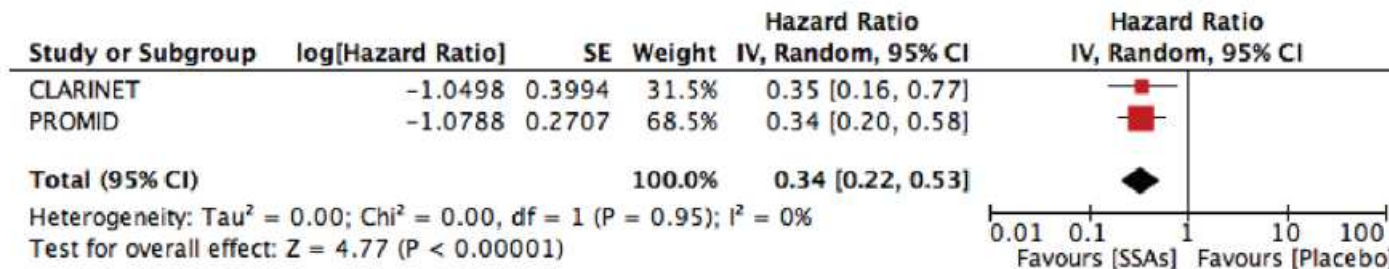 Hazard Ratio Hazard Ratio
Study or Subgroup log[Hazard Ratio] SE Weight IV, Random, 95% CI IV, Random, 95% CI
CLARINET -1.0498 0.3994 31.5% 0.35 [0.16, 0.77]
PROMID -1.0788 0.2707 68.5% 0.34 [0.20, 0.58]
Total (95% CI) 100.0% 0.34 [0.22, 0.53]
Heterogeneity: Tau² = 0.00; Chi² = 0.00, df = 1 (P = 0.95); I² = 0%
Test for overall effect: Z = 4.77 (P < 0.00001)
0.01 0.1 1 10 100
Favours [SSAs] Favours [Placebo]